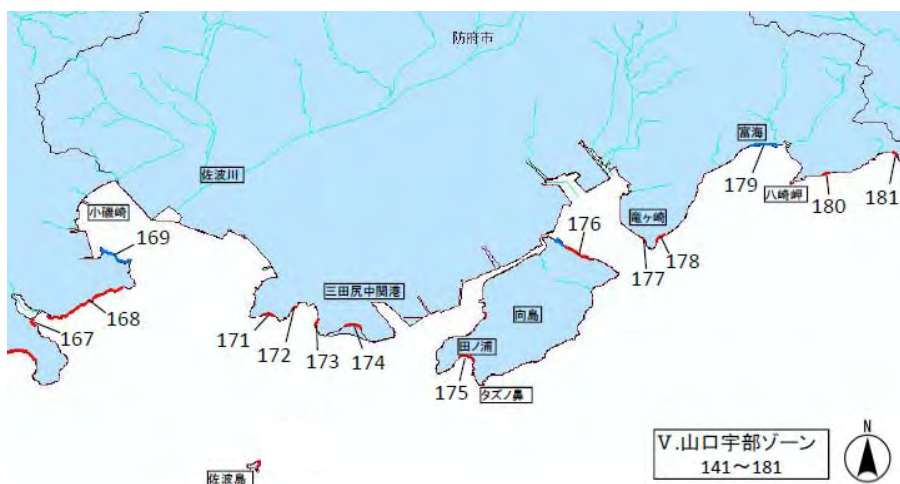 防府市
富海
佐波川
179
八崎岬
180
181
小磯崎
竜ヶ崎
169
176
177
178
三田尻中関港
168
向島
167
171
172
173
174
田ノ浦
175
タズノ鼻
佐波島
Ⅴ.山口宇部ゾーン
141～181
N